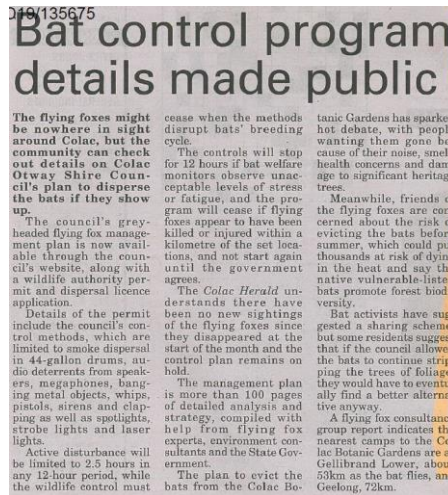 D19/135675
Bat control program
details made public
The flying foxes might
be nowhere in sight
around Colac, but the
community can check
out details on Colac
Otway Shire Coun-
cil's plan to disperse
the bats if they show
up.
The council's grey-
headed flying fox manage-
ment plan is now avail-
able through the coun-
cil's website, along with
a wildlife authority per-
mit and dispersal licence
application.
Details of the permit
include the council's con-
trol methods, which are
limited to smoke dispersal
in 44-gallon drums, au-
dio deterrents from speak-
ers, megaphones, bang-
ing metal objects, whips,
pistols, sirens and clap-
ping as well as spotlights,
strobe lights and laser
lights.
Active disturbance will
be limited to 2.5 hours in
any 12-hour period, while
the wildlife control must
cease when the methods
disrupt bats' breeding
cycle.
The controls will stop
for 12 hours if bat welfare
monitors observe unac-
ceptable levels of stress
or fatigue, and the pro-
gram will cease if flying
foxes appear to have been
killed or injured within a
kilometre of the set loca-
tions, and not start again
until the government
agrees.
The Colac Herald un-
derstands there have
been no new sightings
of the flying foxes since
they disappeared at the
start of the month and the
control plan remains on
hold.
The management plan
is more than 100 pages
of detailed analysis and
strategy, compiled with
help from flying fox
experts, environment con-
sultants and the State Gov-
ernment.
The plan to evict the
bats from the Colac Bo-
tanic Gardens has sparke
hot debate, with peopl
wanting them gone be
cause of their noise, smel
health concerns and dam
age to significant heritag
trees.
Meanwhile, friends o
the flying foxes are con
cerned about the risk o
evicting the bats befor
summer, which could pu
thousands at risk of dyin
in the heat and say th
native vulnerable-liste
bats promote forest biod
versity.
Bat activists have sug
gested a sharing scheme
but some residents sugges
that if the council allowe
the bats to continue strip
ping the trees of foliage
they would have to eventu
ally find a better alterna
tive anyway.
A flying fox consultanc
group report indicates th
nearest camps to the Co
lac Botanic Gardens are a
Gellibrand Lower, abou
53km as the bat flies, an
Geelong, 72km.